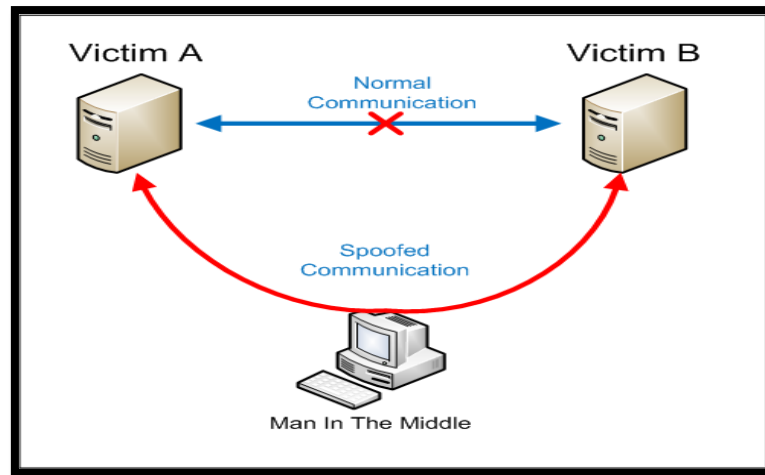 Victim A
Victim B
Normal
Communication
Spoofed
Communication
Man In The Middle